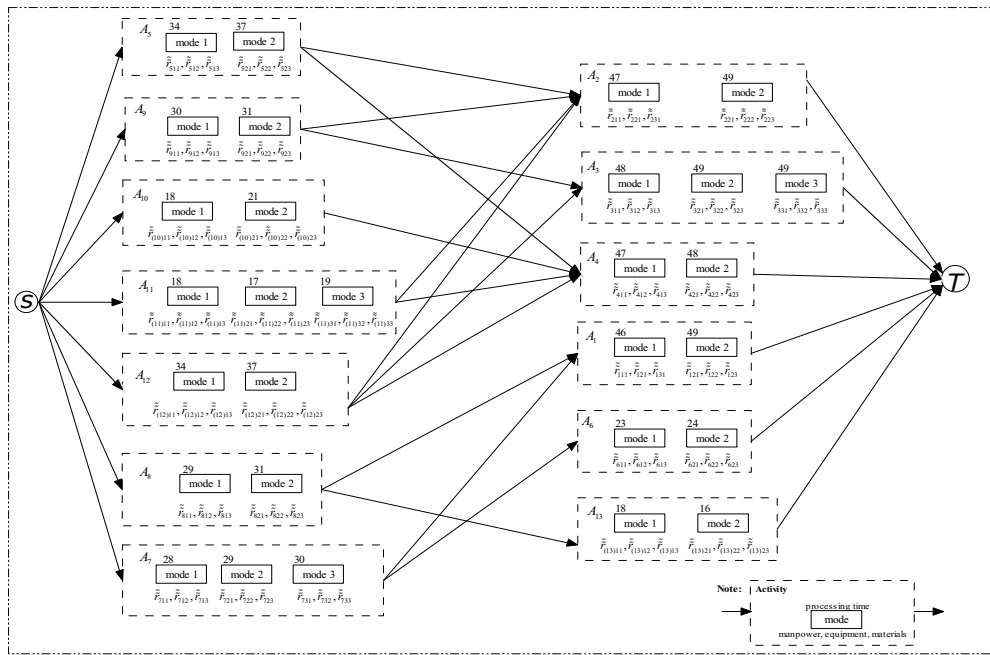 S
A₅
34 37
mode 1 mode 2
r̃̃₅₁₁, r̃̃₅₁₂, r̃̃₅₁₃ r̃̃₅₂₁, r̃̃₅₂₂, r̃̃₅₂₃
A₉
30 31
mode 1 mode 2
r̃̃₉₁₁, r̃̃₉₁₂, r̃̃₉₁₃ r̃̃₉₂₁, r̃̃₉₂₂, r̃̃₉₂₃
A₁₀
18 21
mode 1 mode 2
r̃̃₍₁₀₎₁₁, r̃̃₍₁₀₎₁₂, r̃̃₍₁₀₎₁₃ r̃̃₍₁₀₎₂₁, r̃̃₍₁₀₎₂₂, r̃̃₍₁₀₎₂₃
A₁₁
18 17 19
mode 1 mode 2 mode 3
r̃̃₍₁₁₎₁₁, r̃̃₍₁₁₎₁₂, r̃̃₍₁₁₎₁₃ r̃̃₍₁₁₎₂₁, r̃̃₍₁₁₎₂₂, r̃̃₍₁₁₎₂₃ r̃̃₍₁₁₎₃₁, r̃̃₍₁₁₎₃₂, r̃̃₍₁₁₎₃₃
A₁₂
34 37
mode 1 mode 2
r̃̃₍₁₂₎₁₁, r̃̃₍₁₂₎₁₂, r̃̃₍₁₂₎₁₃ r̃̃₍₁₂₎₂₁, r̃̃₍₁₂₎₂₂, r̃̃₍₁₂₎₂₃
A₈
29 31
mode 1 mode 2
r̃̃₈₁₁, r̃̃₈₁₂, r̃̃₈₁₃ r̃̃₈₂₁, r̃̃₈₂₂, r̃̃₈₂₃
A₇
28 29 30
mode 1 mode 2 mode 3
r̃̃₇₁₁, r̃̃₇₁₂, r̃̃₇₁₃ r̃̃₇₂₁, r̃̃₇₂₂, r̃̃₇₂₃ r̃̃₇₃₁, r̃̃₇₃₂, r̃̃₇₃₃
A₂
47 49
mode 1 mode 2
r̃̃₂₁₁, r̃̃₂₂₁, r̃̃₂₃₁ r̃̃₂₂₁, r̃̃₂₂₂, r̃̃₂₂₃
A₃
48 49 49
mode 1 mode 2 mode 3
r̃̃₃₁₁, r̃̃₃₁₂, r̃̃₃₁₃ r̃̃₃₂₁, r̃̃₃₂₂, r̃̃₃₂₃ r̃̃₃₃₁, r̃̃₃₃₂, r̃̃₃₃₃
A₄
47 48
mode 1 mode 2
r̃̃₄₁₁, r̃̃₄₁₂, r̃̃₄₁₃ r̃̃₄₂₁, r̃̃₄₂₂, r̃̃₄₂₃
A₁
46 49
mode 1 mode 2
r̃̃₁₁₁, r̃̃₁₂₁, r̃̃₁₃₁ r̃̃₁₂₁, r̃̃₁₂₂, r̃̃₁₂₃
A₆
23 24
mode 1 mode 2
r̃̃₆₁₁, r̃̃₆₁₂, r̃̃₆₁₃ r̃̃₆₂₁, r̃̃₆₂₂, r̃̃₆₂₃
A₁₃
18 16
mode 1 mode 2
r̃̃₍₁₃₎₁₁, r̃̃₍₁₃₎₁₂, r̃̃₍₁₃₎₁₃ r̃̃₍₁₃₎₂₁, r̃̃₍₁₃₎₂₂, r̃̃₍₁₃₎₂₃
T
Note: Activity
processing time
mode
manpower, equipment, materials